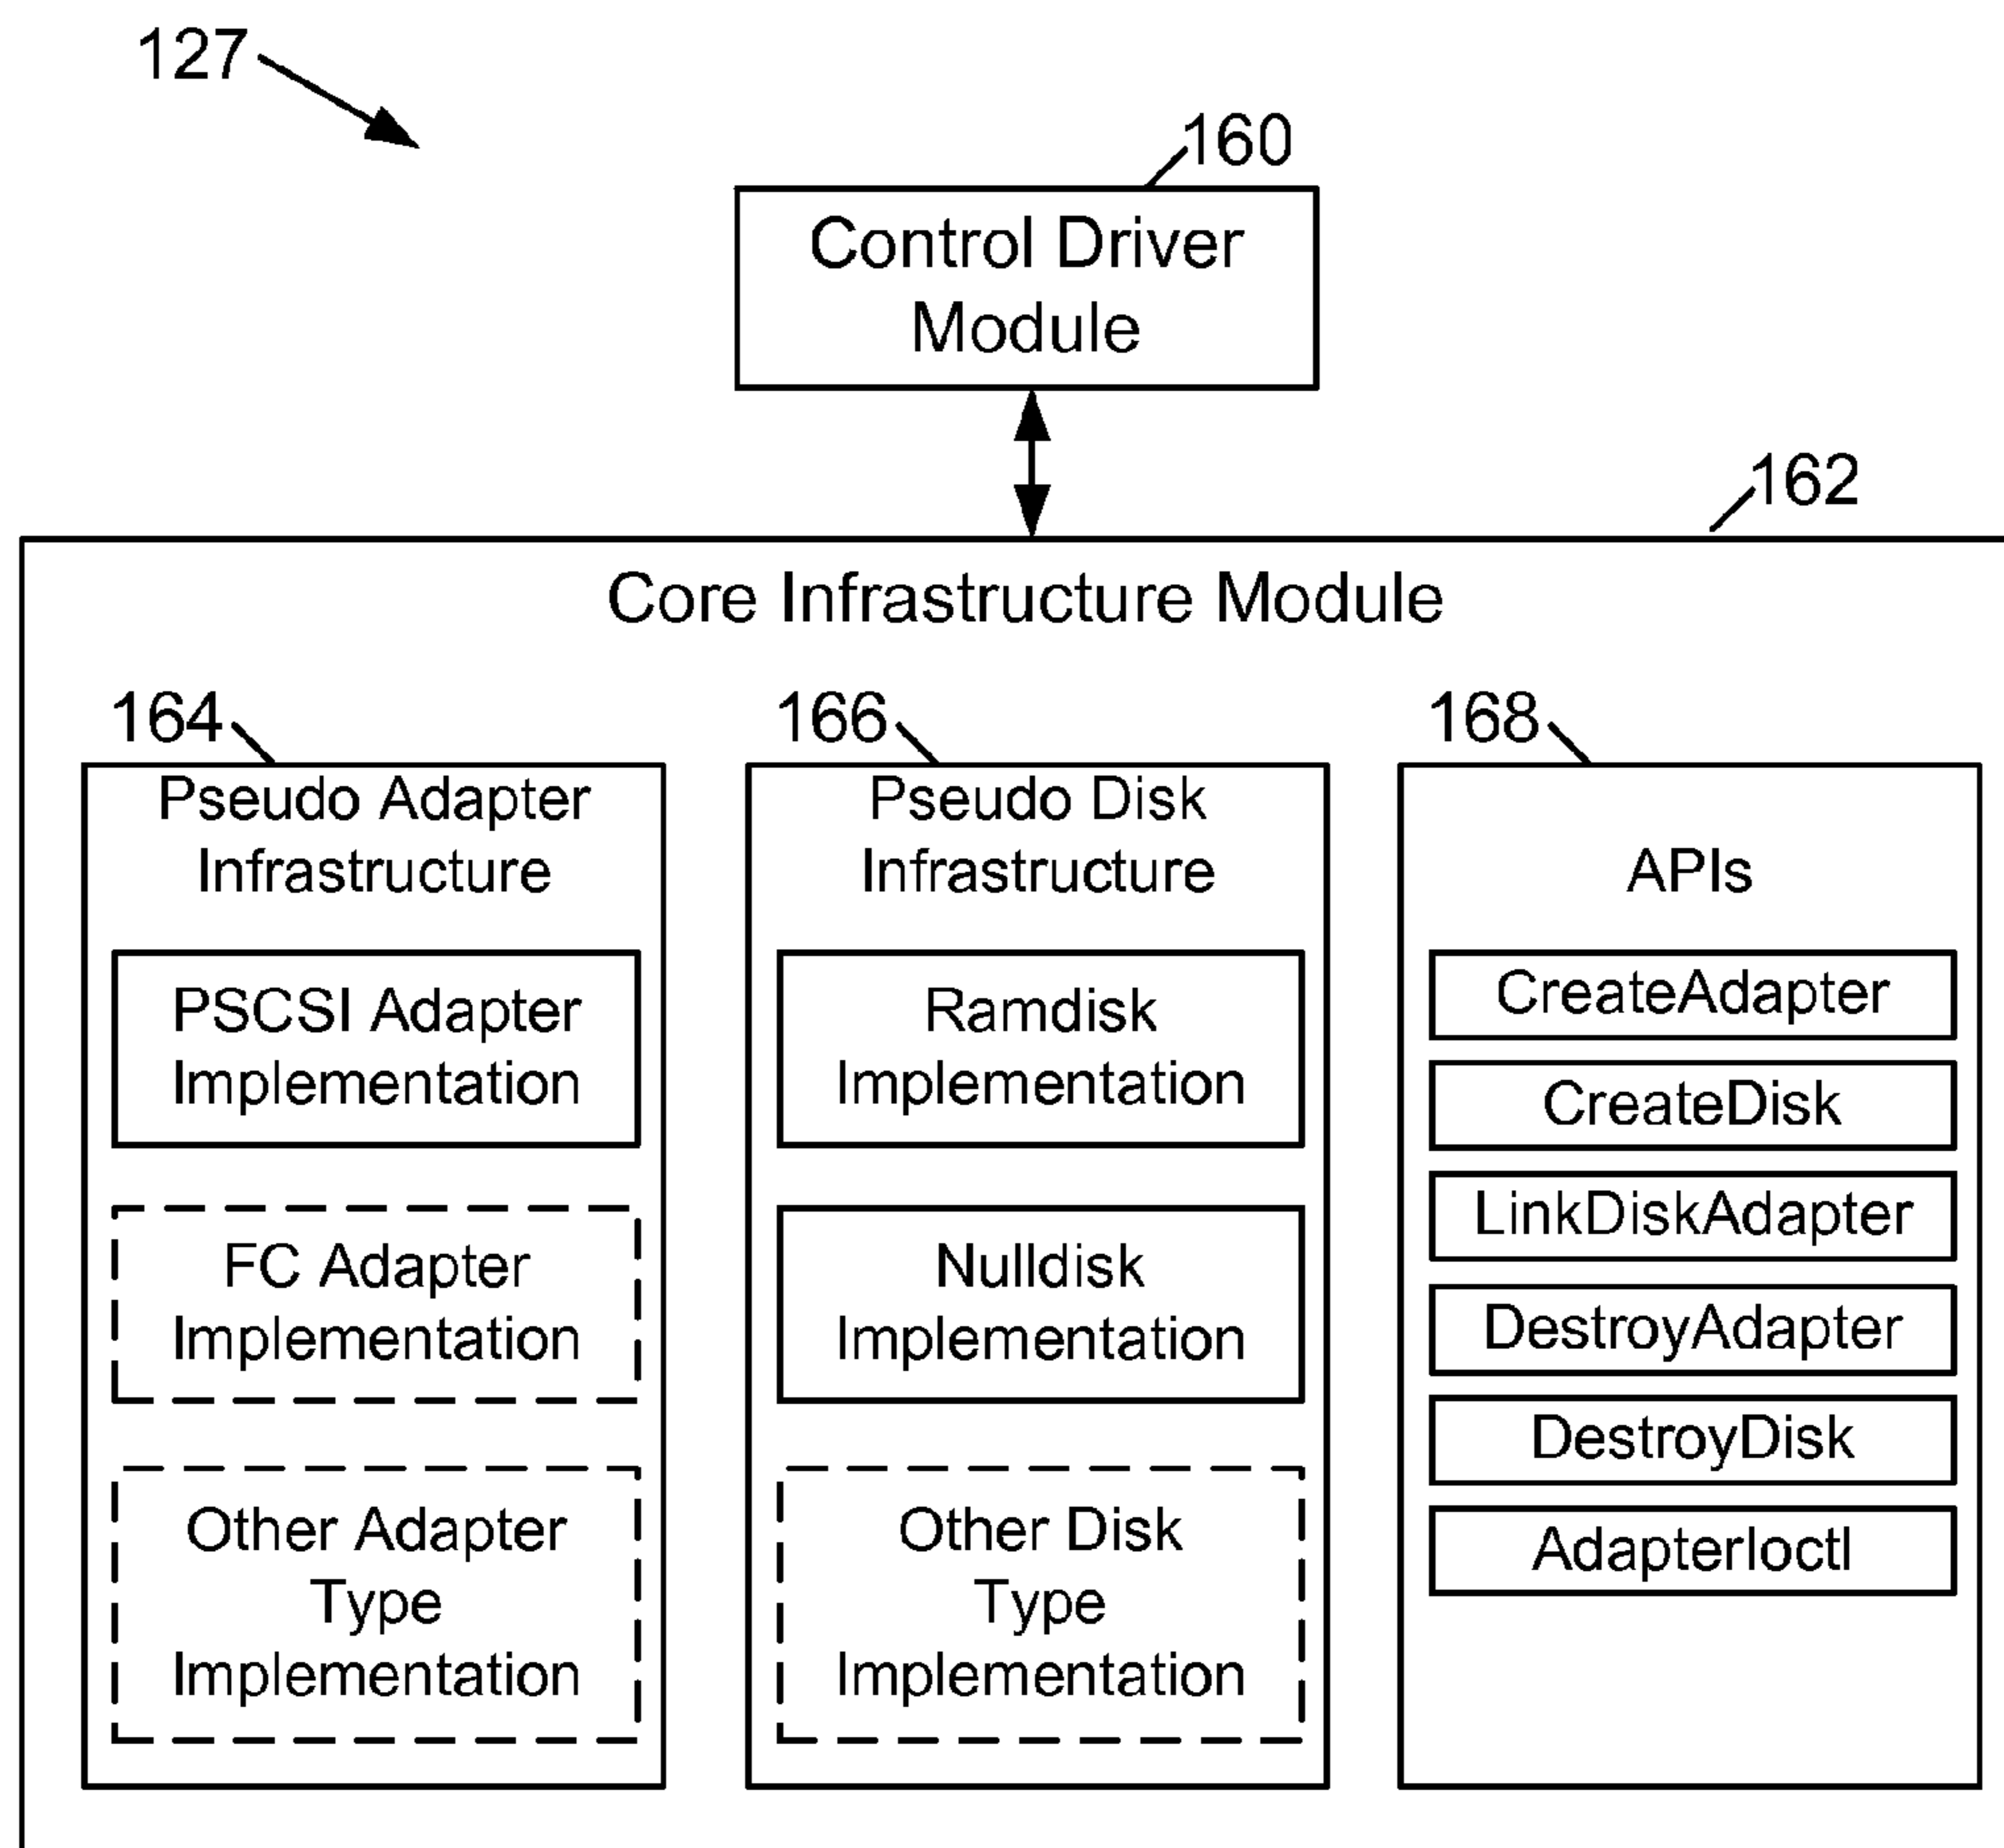 127
160
Control Driver
Module
162
Core Infrastructure Module
164
Pseudo Adapter
Infrastructure
PSCSI Adapter
Implementation
FC Adapter
Implementation
Other Adapter
Type
Implementation
166
Pseudo Disk
Infrastructure
Ramdisk
Implementation
Nulldisk
Implementation
Other Disk
Type
Implementation
168
APIs
CreateAdapter
CreateDisk
LinkDiskAdapter
DestroyAdapter
DestroyDisk
AdapterIoctl